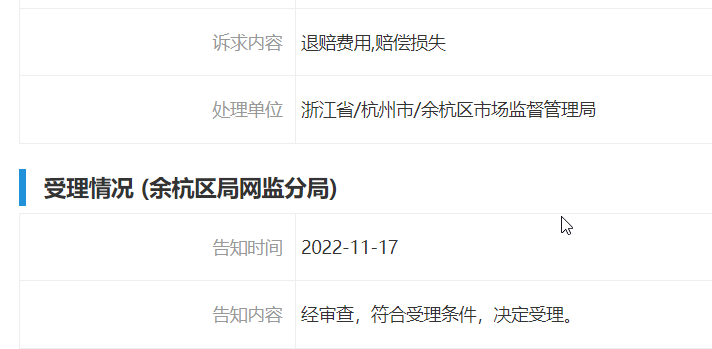 诉求内容 退赔费用,赔偿损失
处理单位 浙江省/杭州市/余杭区市场监督管理局
受理情况 (余杭区局网监分局)
告知时间 2022-11-17
告知内容 经审查，符合受理条件，决定受理。